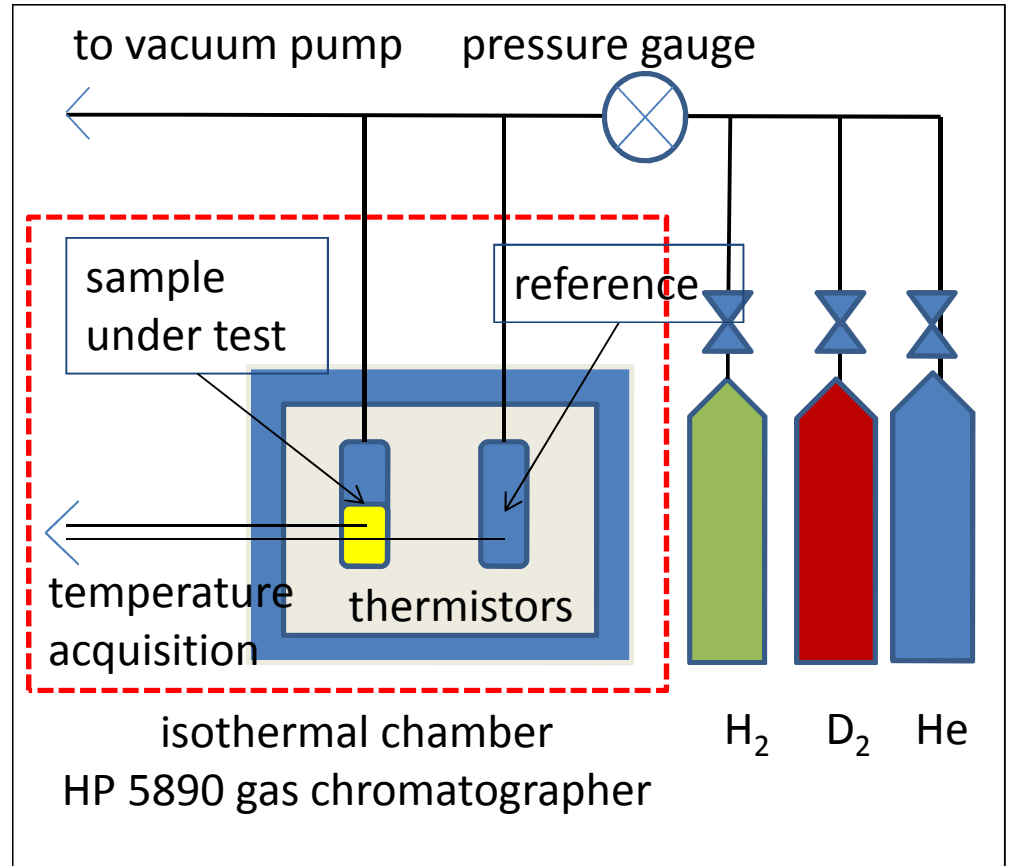 to vacuum pump
pressure gauge
sample
under test
reference
temperature
acquisition
thermistors
isothermal chamber
HP 5890 gas chromatographer
H₂
D₂
He